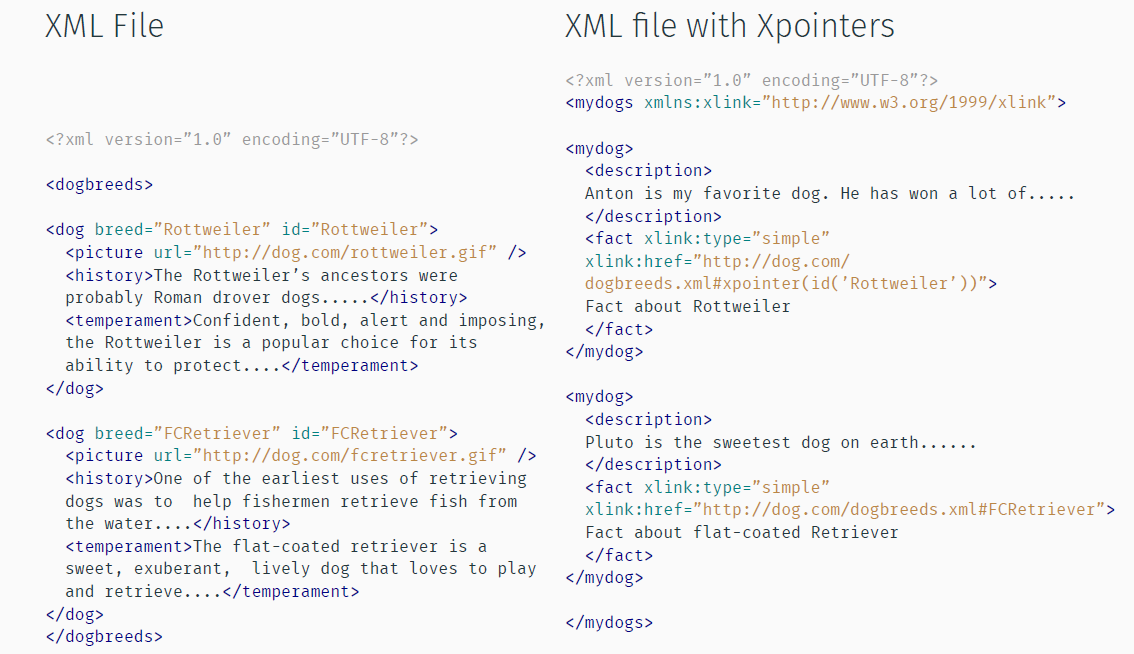 XML File
<?xml version=”1.0” encoding=”UTF-8”?>
<dogbreeds>
<dog breed=”Rottweiler” id=”Rottweiler”>
<picture url=”http://dog.com/rottweiler.gif” />
<history>The Rottweiler’s ancestors were
probably Roman drover dogs.....</history>
<temperament>Confident, bold, alert and imposing,
the Rottweiler is a popular choice for its
ability to protect....</temperament>
</dog>
<dog breed=”FCRetriever” id=”FCRetriever”>
<picture url=”http://dog.com/fcretriever.gif” />
<history>One of the earliest uses of retrieving
dogs was to  help fishermen retrieve fish from
the water....</history>
<temperament>The flat-coated retriever is a
sweet, exuberant,  lively dog that loves to play
and retrieve....</temperament>
</dog>
</dogbreeds>
XML file with Xpointers
<?xml version=”1.0” encoding=”UTF-8”?>
<mydogs xmlns:xlink=”http://www.w3.org/1999/xlink”>
<mydog>
<description>
Anton is my favorite dog. He has won a lot of.....
</description>
<fact xlink:type=”simple”
xlink:href=”http://dog.com/
dogbreeds.xml#xpointer(id(’Rottweiler’))”>
Fact about Rottweiler
</fact>
</mydog>
<mydog>
<description>
Pluto is the sweetest dog on earth......
</description>
<fact xlink:type=”simple”
xlink:href=”http://dog.com/dogbreeds.xml#FCRetriever”>
Fact about flat-coated Retriever
</fact>
</mydog>
</mydogs>